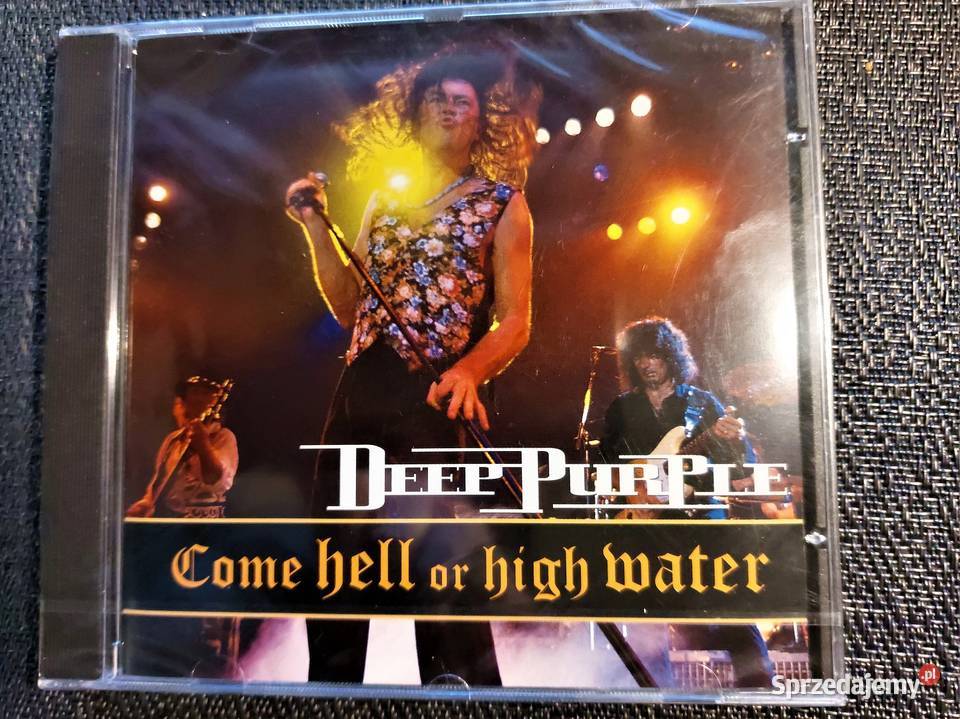 DEEP PURPLE
Come hell or high water
Sprzedajemy.pl